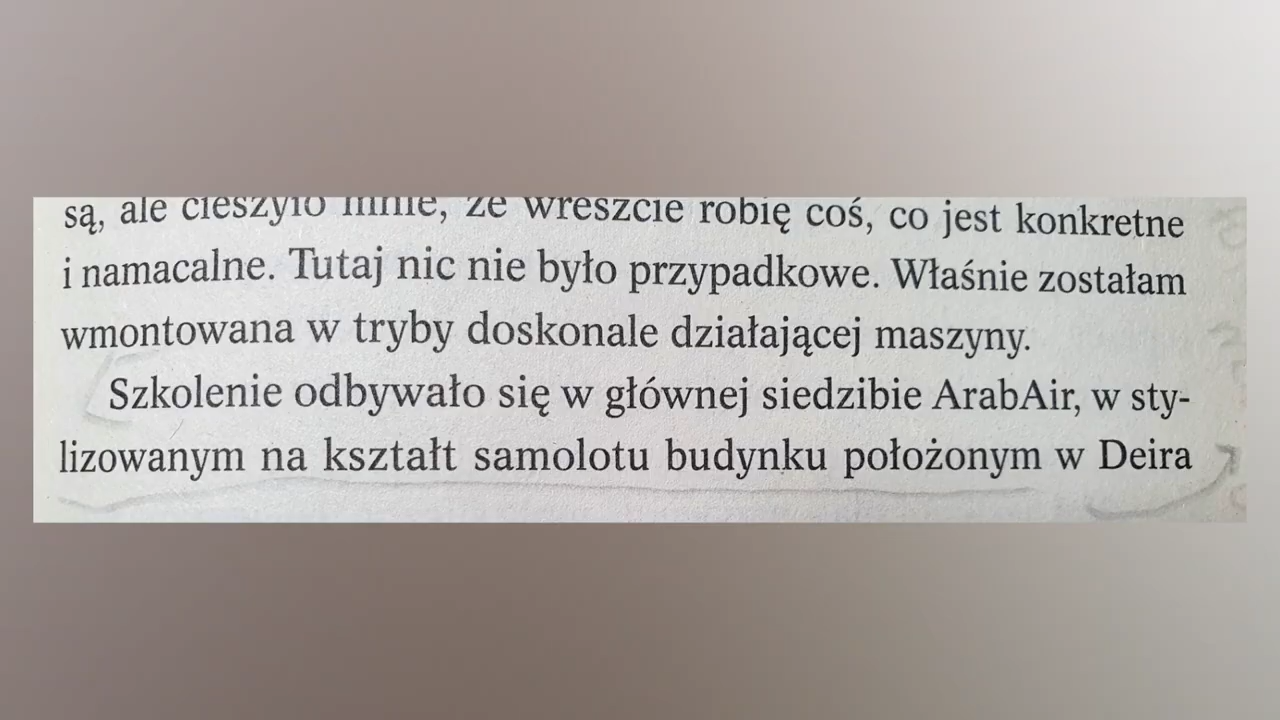 są, ale cieszyło mnie, że wreszcie robię coś, co jest konkretne
i namacalne. Tutaj nic nie było przypadkowe. Właśnie zostałam
wmontowana w tryby doskonale działającej maszyny.
Szkolenie odbywało się w głównej siedzibie ArabAir, w sty-
lizowanym na kształt samolotu budynku położonym w Deira